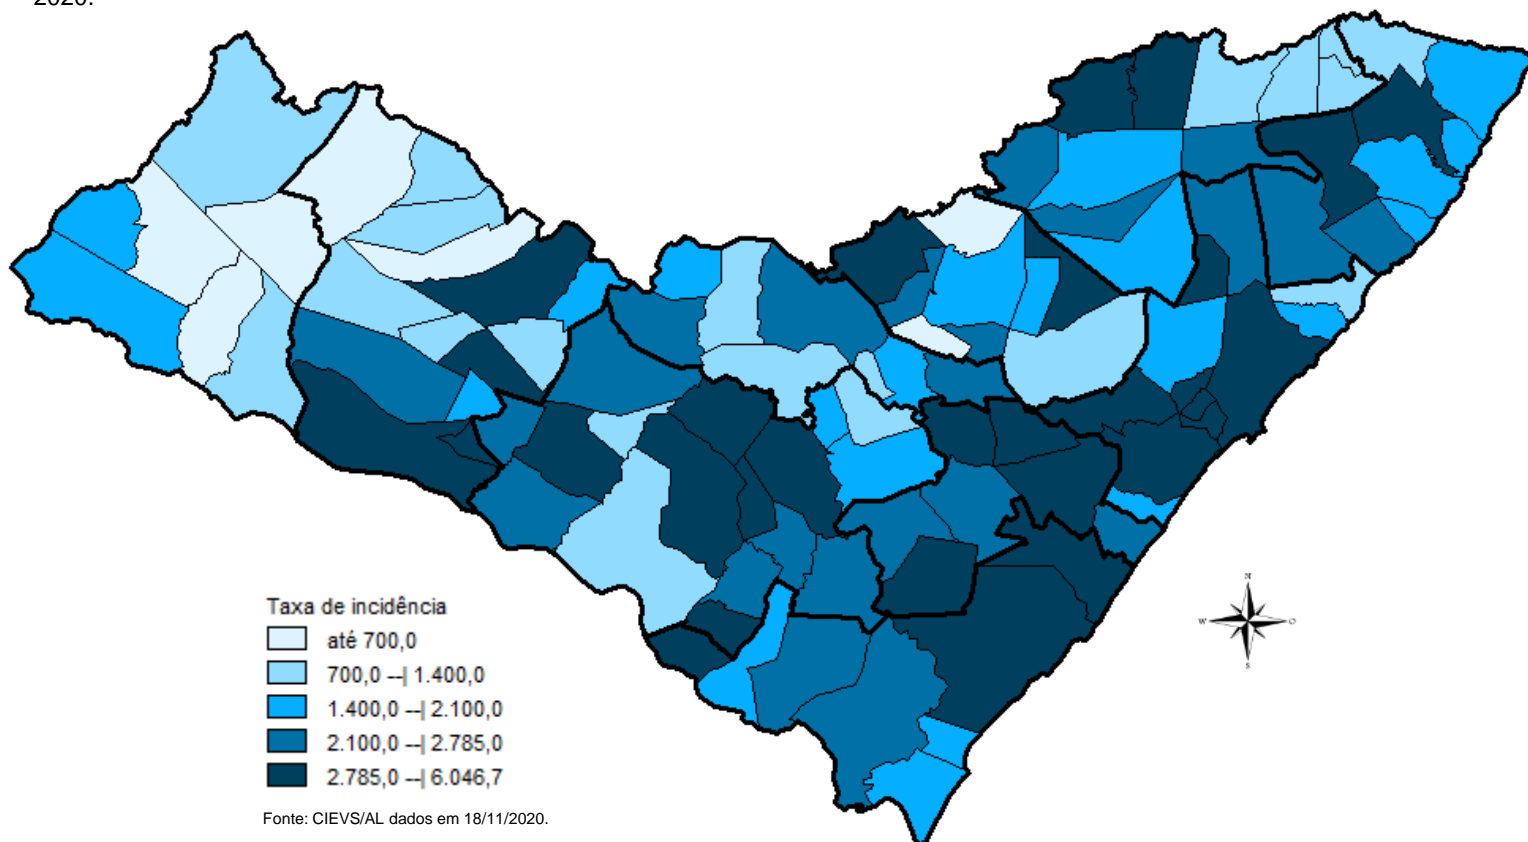 2020.
N
W
O
S
Taxa de incidência
até 700,0
700,0 --| 1.400,0
1.400,0 --| 2.100,0
2.100,0 --| 2.785,0
2.785,0 --| 6.046,7
Fonte: CIEVS/AL dados em 18/11/2020.